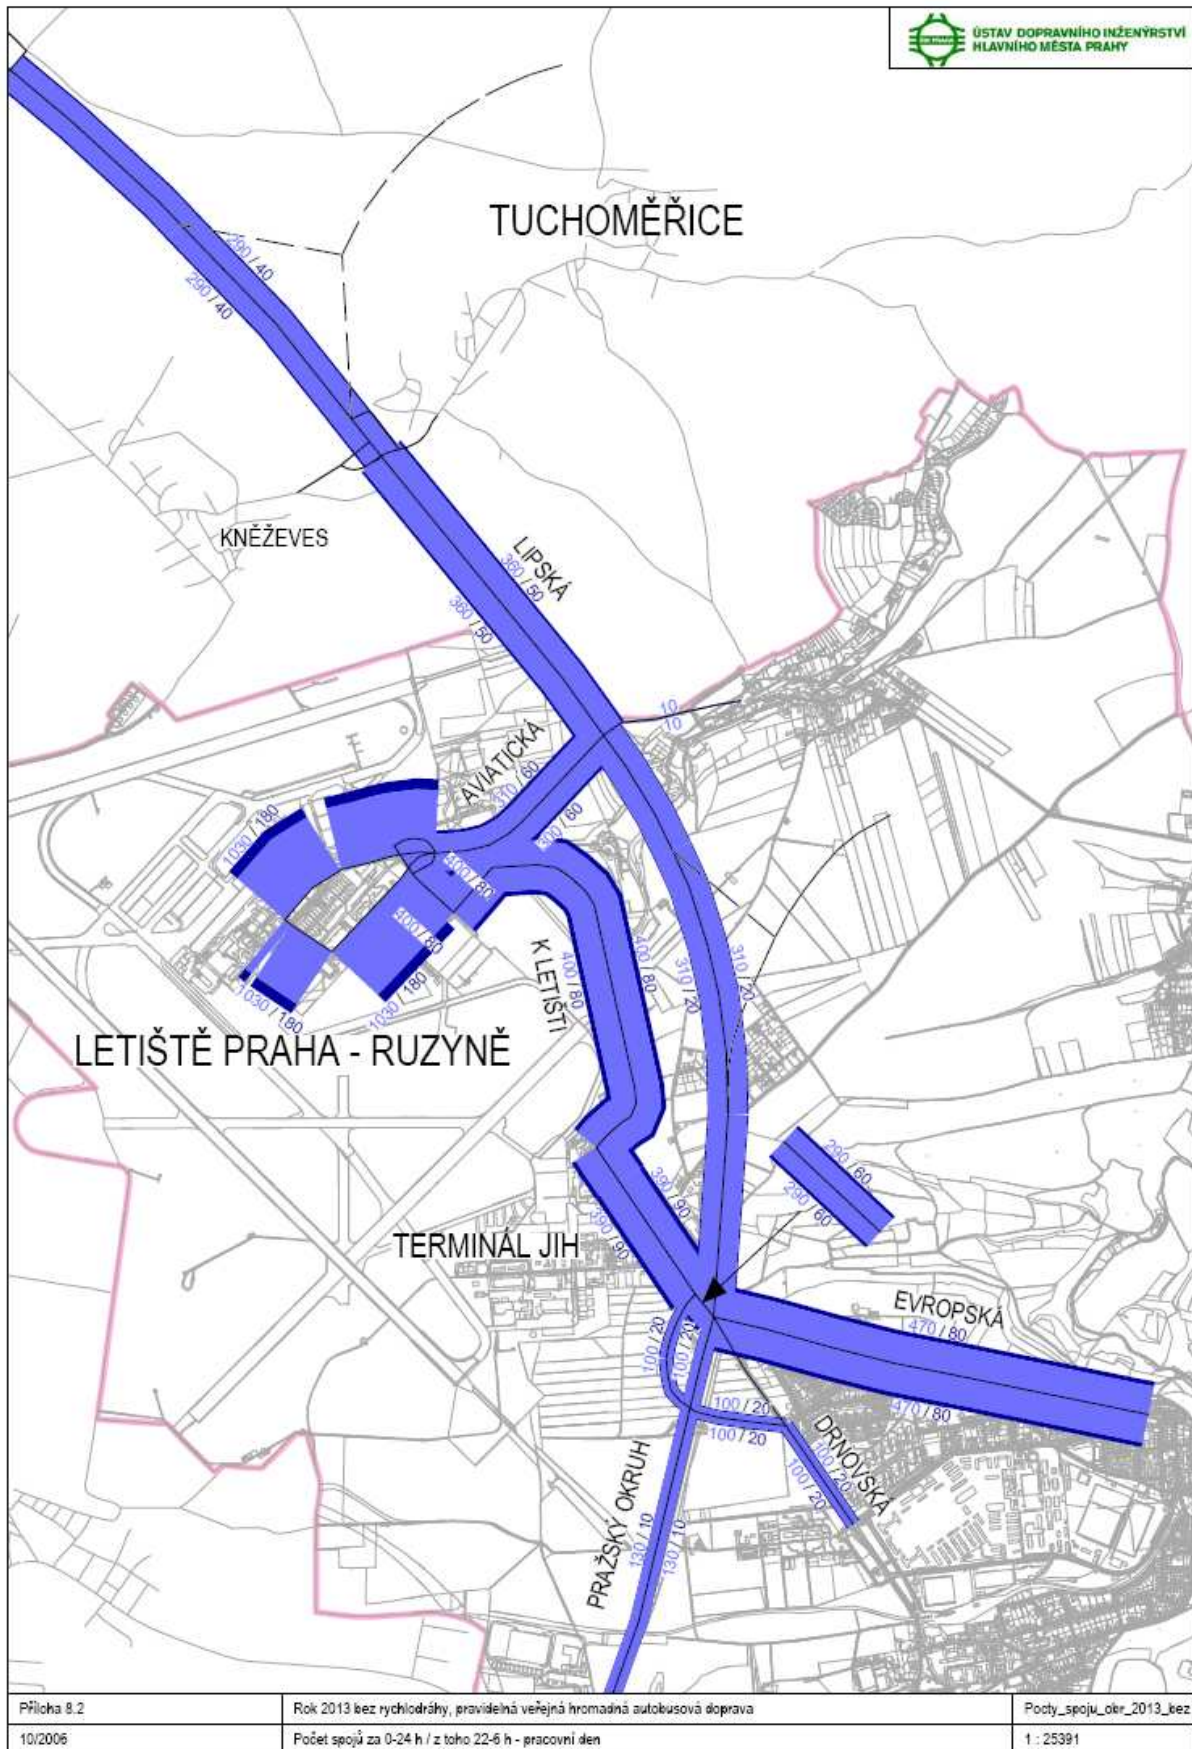 ÚSTAV DOPRAVNÍHO INŽENÝRSTVÍ
HLAVNÍHO MĚSTA PRAHY
TUCHOMĚŘICE
290 / 40
290 / 40
KNĚŽEVES
LIPSKÁ
360 / 50
360 / 50
10
10
AVIATICKÁ
310 / 60
300 / 60
1030 / 180
400 / 80
400 / 80
1030 / 180
1030 / 180
K LETIŠTI
400 / 80
400 / 80
310 / 20
310 / 20
LETIŠTĚ PRAHA - RUZYNĚ
290 / 60
290 / 60
390 / 90
390 / 90
TERMINÁL JIH
EVROPSKÁ
470 / 80
470 / 80
100 / 20
100 / 20
100 / 20
100 / 20
DRNOVSKÁ
100 / 20
100 / 20
PRAŽSKÝ OKRUH
130 / 10
130 / 10
Příloha 8.2
Rok 2013 bez rychlodráhy, pravidelná veřejná hromadná autobusová doprava
Pocty_spoju_okr_2013_bez
10/2006
Počet spojů za 0-24 h / z toho 22-6 h - pracovní den
1 : 25391